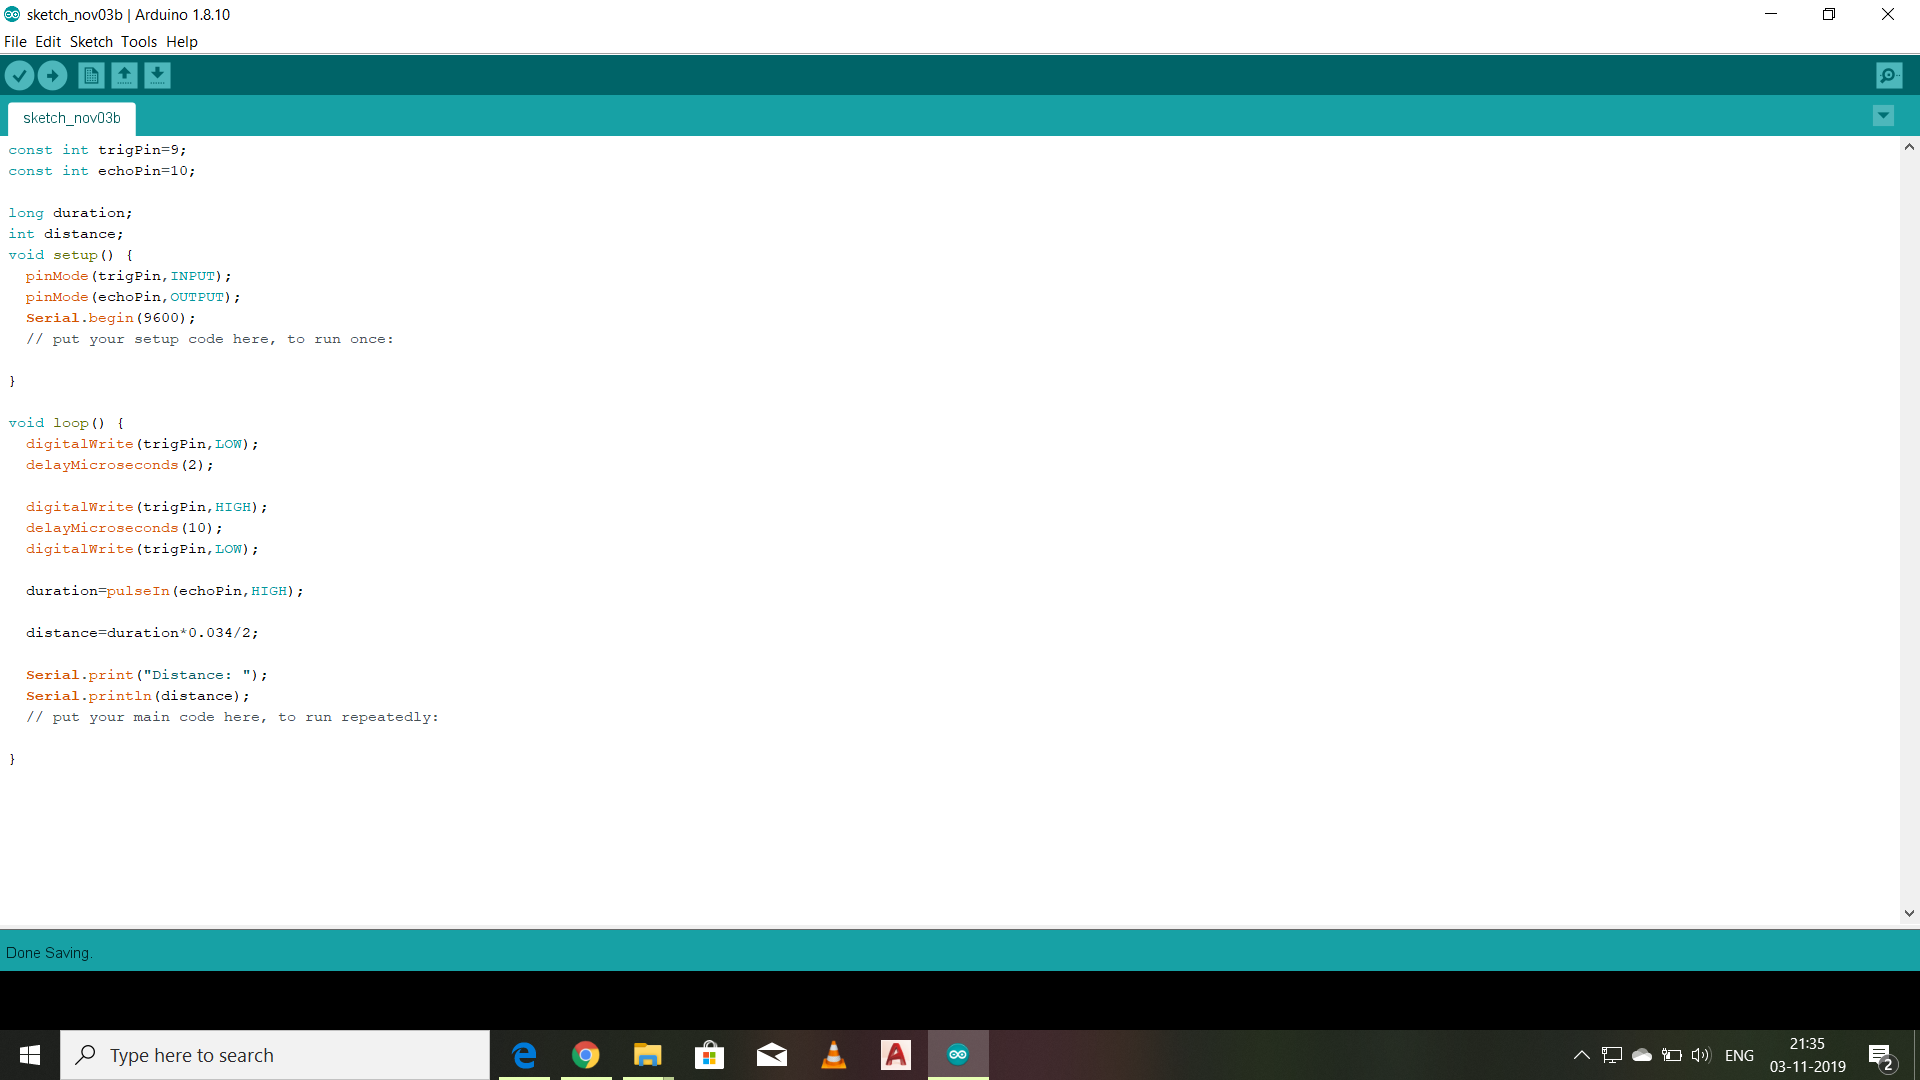 sketch_nov03b | Arduino 1.8.10
File Edit Sketch Tools Help
sketch_nov03b
const int trigPin=9;
const int echoPin=10;
long duration;
int distance;
void setup() {
pinMode(trigPin,INPUT);
pinMode(echoPin,OUTPUT);
Serial.begin(9600);
// put your setup code here, to run once:
}
void loop() {
digitalWrite(trigPin,LOW);
delayMicroseconds(2);
digitalWrite(trigPin,HIGH);
delayMicroseconds(10);
digitalWrite(trigPin,LOW);
duration=pulseIn(echoPin,HIGH);
distance=duration*0.034/2;
Serial.print("Distance: ");
Serial.println(distance);
// put your main code here, to run repeatedly:
}
Done Saving.
Type here to search
ENG
21:35
03-11-2019
2